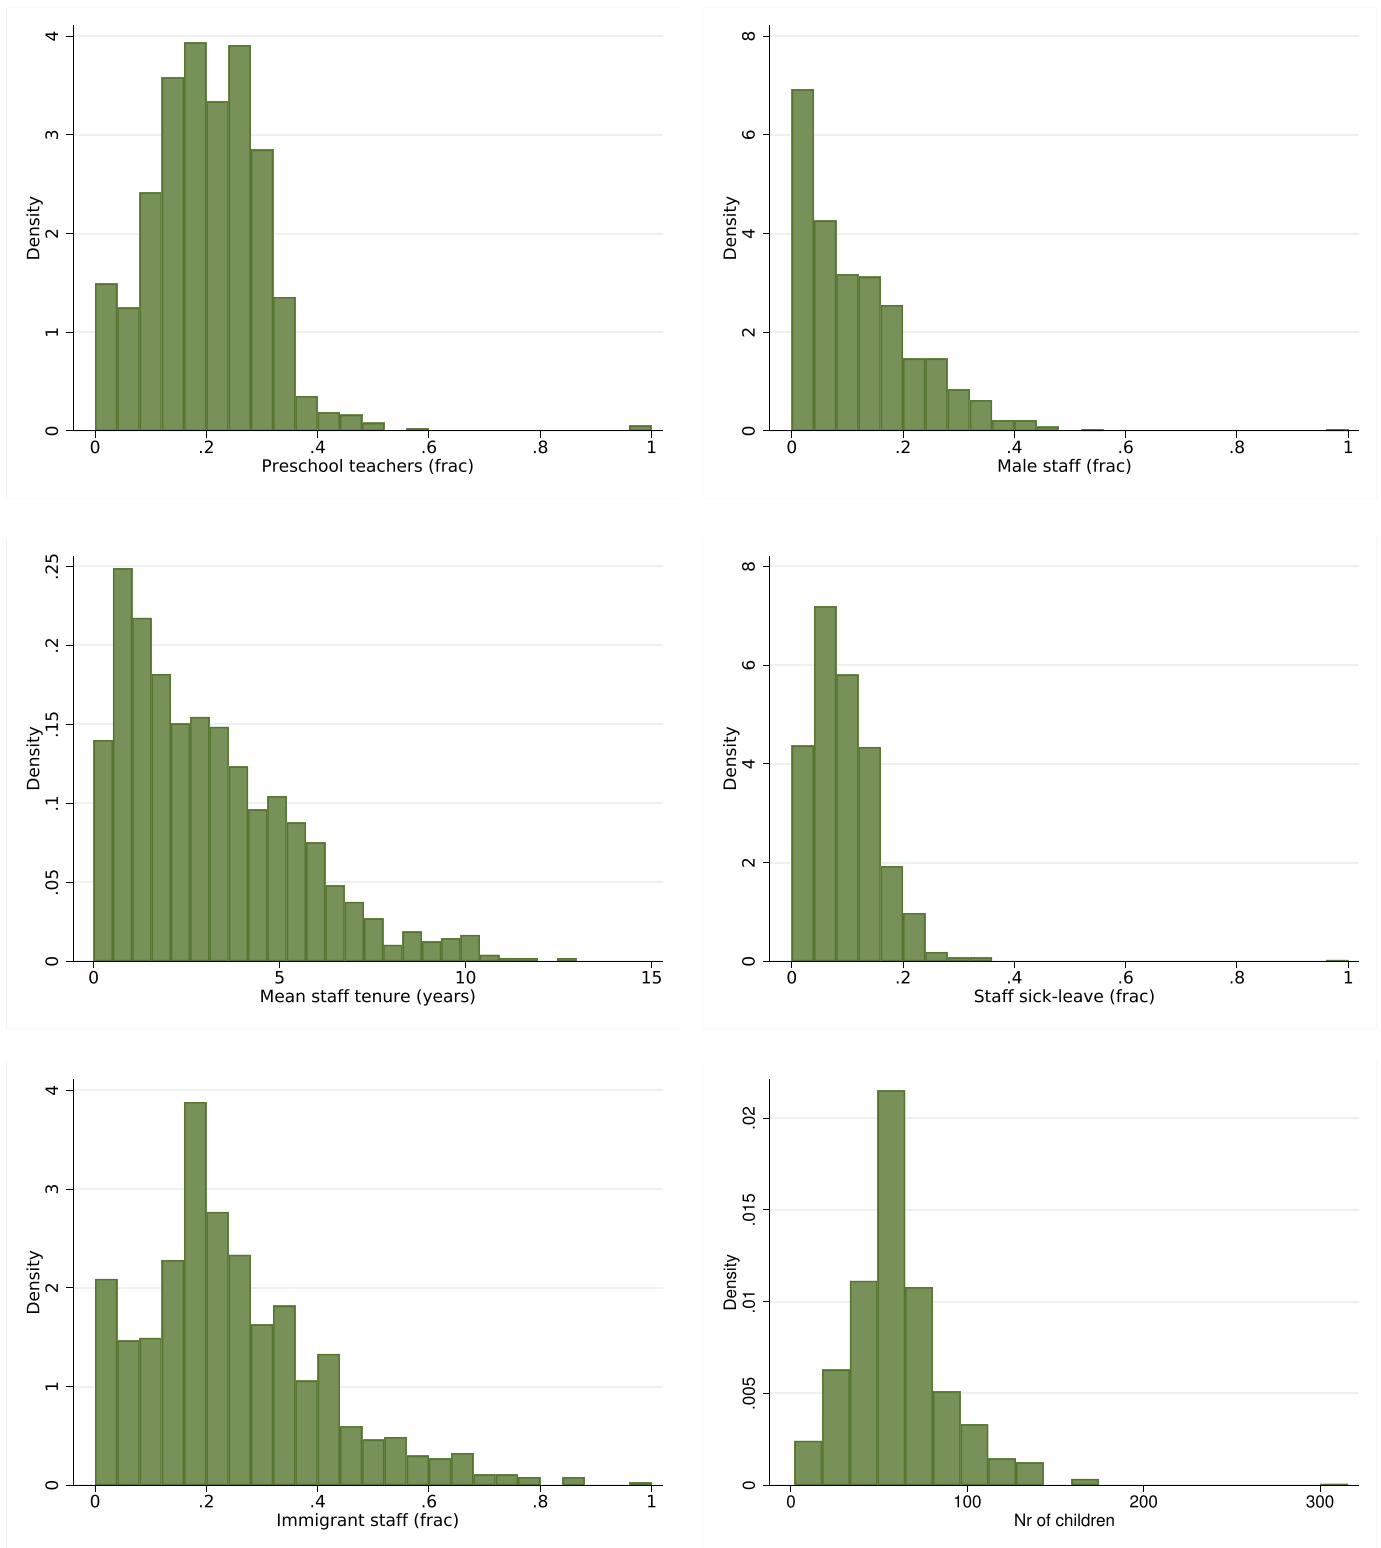 4
3
2
1
0
Density
0 .2 .4 .6 .8 1
Preschool teachers (frac)
8
6
4
2
0
Density
0 .2 .4 .6 .8 1
Male staff (frac)
.25
.2
.15
.1
.05
0
Density
0 5 10 15
Mean staff tenure (years)
8
6
4
2
0
Density
0 .2 .4 .6 .8 1
Staff sick-leave (frac)
4
3
2
1
0
Density
0 .2 .4 .6 .8 1
Immigrant staff (frac)
.02
.015
.01
.005
0
Density
0 100 200 300
Nr of children